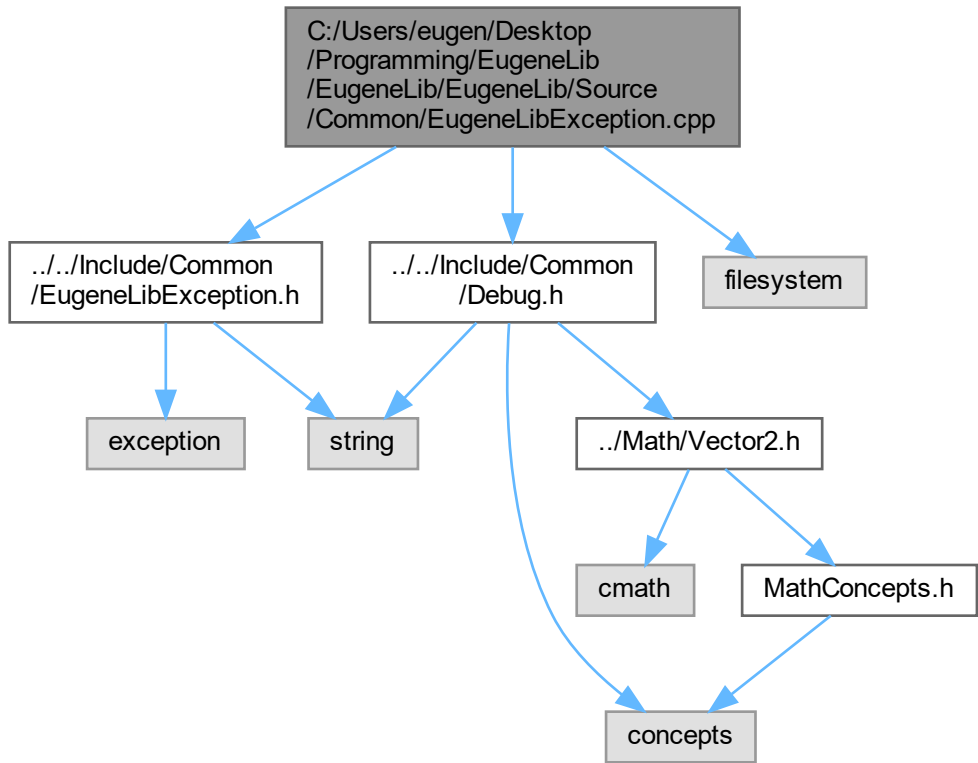 C:/Users/eugen/Desktop
/Programming/EugeneLib
/EugeneLib/EugeneLib/Source
/Common/EugeneLibException.cpp
../../Include/Common
/EugeneLibException.h
../../Include/Common
/Debug.h
filesystem
exception
string
../Math/Vector2.h
cmath
MathConcepts.h
concepts